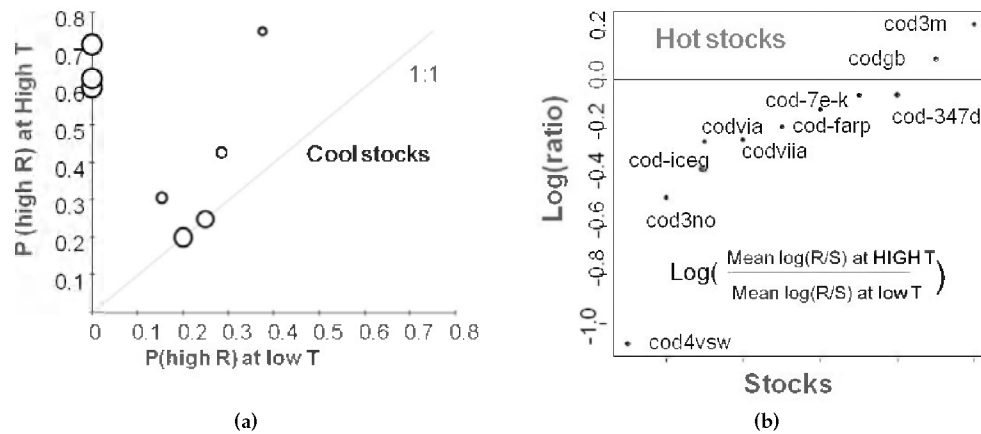 P (high R) at High T
0.8
0.7
0.6
0.5
0.4
0.3
0.2
0.1
1:1
Cool stocks
0 0.1 0.2 0.3 0.4 0.5 0.6 0.7 0.8
P(high R) at low T
(a)
Log(ratio)
0.2
0.0
-0.2
-0.4
-0.6
-0.8
-1.0
Hot stocks
cod3m
codgb
cod-7e-k
cod-347d
codvia
cod-farp
codviia
cod-iceg
cod3no
Log( Mean log(R/S) at HIGH T )
Mean log(R/S) at low T
cod4vsw
Stocks
(b)